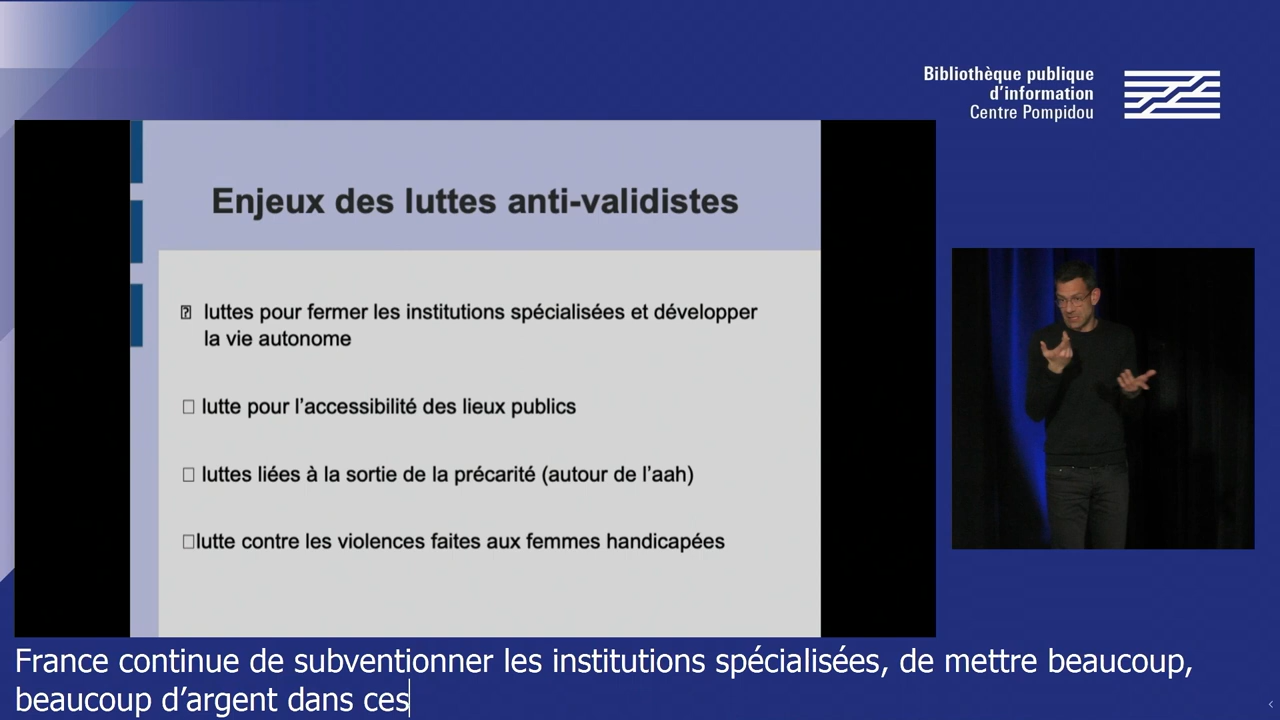 Bibliothèque publique
d'information
Centre Pompidou
Enjeux des luttes anti-validistes
luttes pour fermer les institutions spécialisées et développer
la vie autonome
lutte pour l'accessibilité des lieux publics
luttes liées à la sortie de la précarité (autour de l'aah)
lutte contre les violences faites aux femmes handicapées
France continue de subventionner les institutions spécialisées, de mettre beaucoup,
beaucoup d'argent dans ces